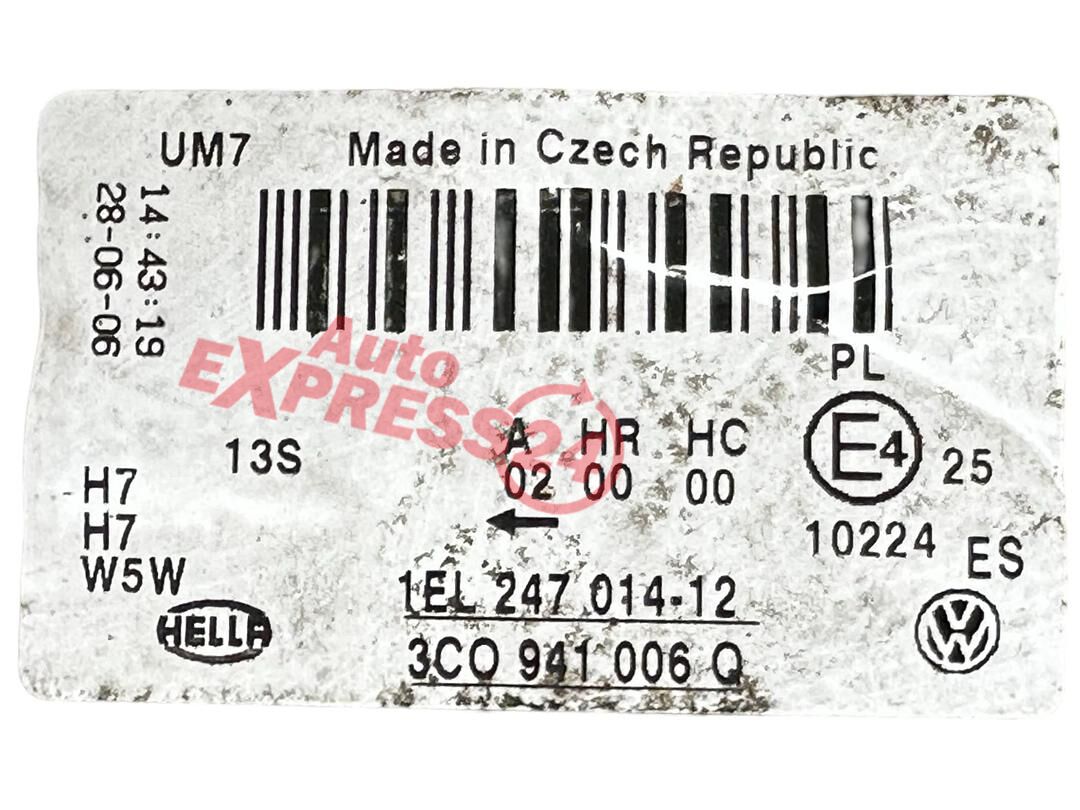 UM7 Made in Czech Republic
14:43:19
28-06-06
Auto
EXPRESS24
PL
13S
A HR HC
02 00 00
E4 25
H7
H7
W5W
10224
ES
1EL 247 014-12
HELLA
VW
3C0 941 006 Q